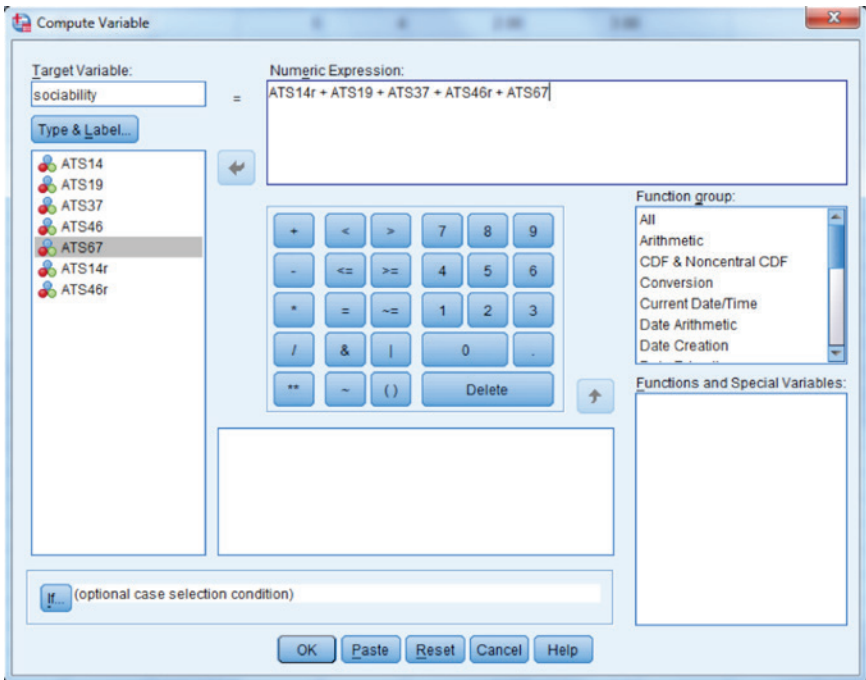 Compute Variable
Target Variable:
sociability
=
Numeric Expression:
ATS14r + ATS19 + ATS37 + ATS46r + ATS67
Type & Label...
ATS14
ATS19
ATS37
ATS46
ATS67
ATS14r
ATS46r
+ < > 7 8 9
- <= >= 4 5 6
* = ~= 1 2 3
/ & | 0 .
** ~ ( ) Delete
Function group:
All
Arithmetic
CDF & Noncentral CDF
Conversion
Current Date/Time
Date Arithmetic
Date Creation
Functions and Special Variables:
If... (optional case selection condition)
OK Paste Reset Cancel Help